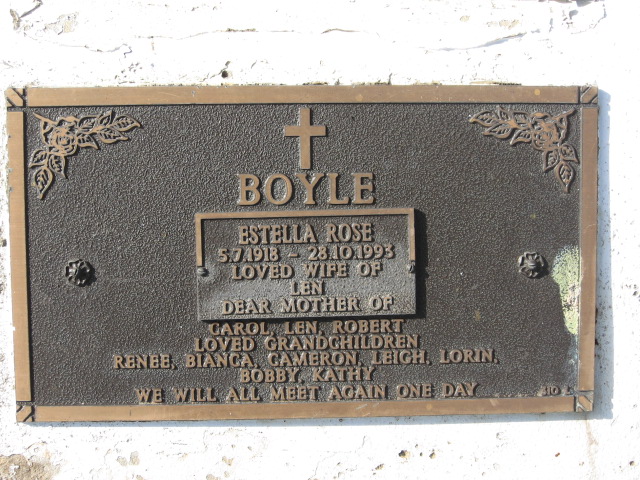 BOYLE
ESTELLA ROSE
5.7.1918 - 28.10.1993
LOVED WIFE OF
LEN
DEAR MOTHER OF
CAROL, LEN, ROBERT
LOVED GRANDCHILDREN
RENEE, BIANCA, CAMERON, LEIGH, LORIN,
BOBBY, KATHY
WE WILL ALL MEET AGAIN ONE DAY